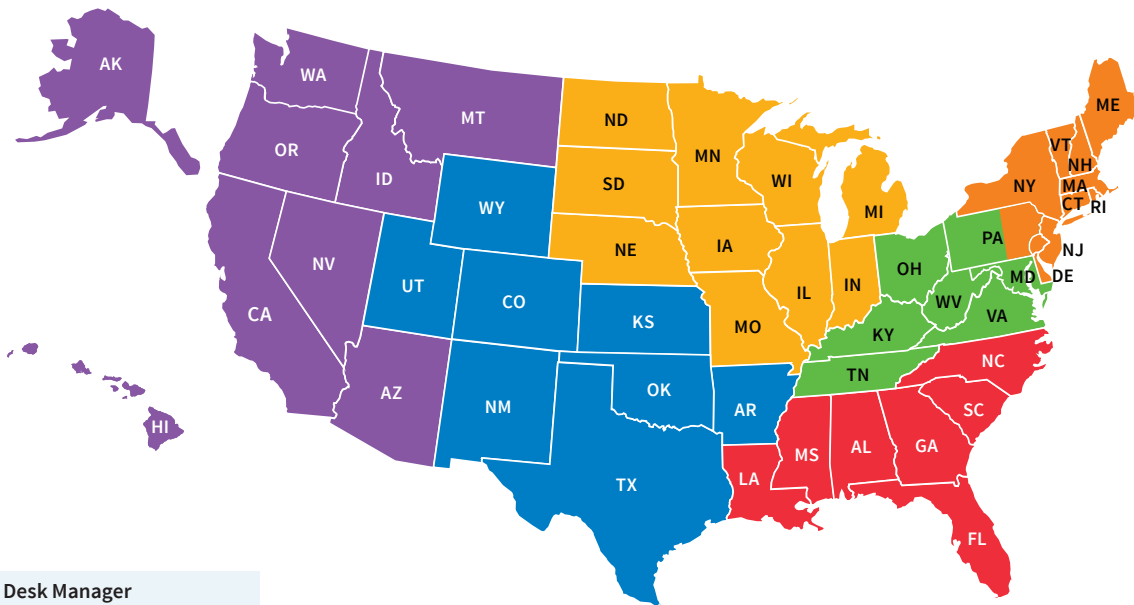 AK
WA
MT
ND
MN
ME
OR
ID
SD
WI
VT
NH
NY
MA
CT
RI
MI
WY
NE
IA
PA
NJ
NV
UT
CO
IL
IN
OH
MD
DE
CA
KS
MO
WV
VA
KY
AZ
NM
OK
AR
TN
NC
SC
HI
TX
LA
MS
AL
GA
FL
Desk Manager